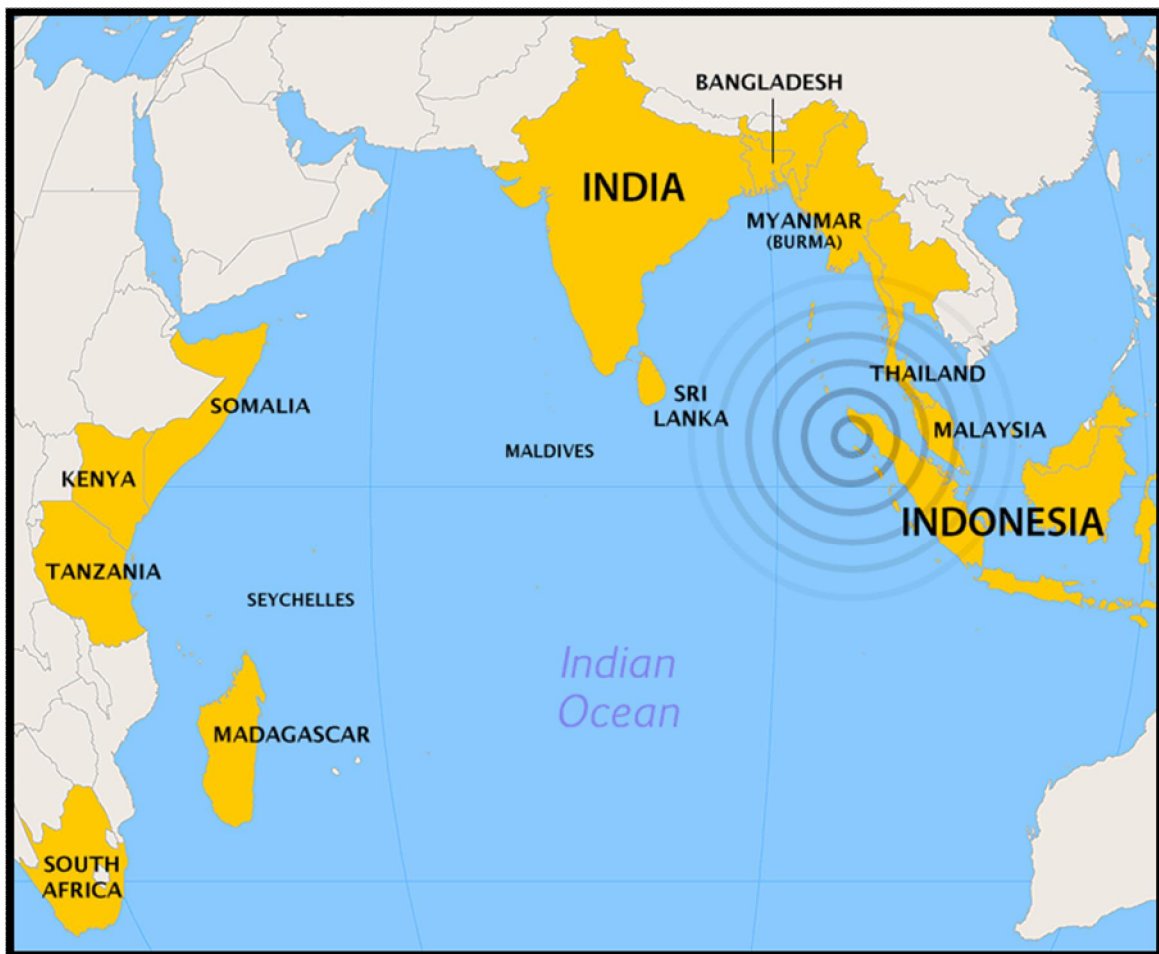 BANGLADESH
INDIA
MYANMAR
(BURMA)
THAILAND
SOMALIA
SRI
LANKA
MALAYSIA
MALDIVES
KENYA
INDONESIA
TANZANIA
SEYCHELLES
Indian
Ocean
MADAGASCAR
SOUTH
AFRICA